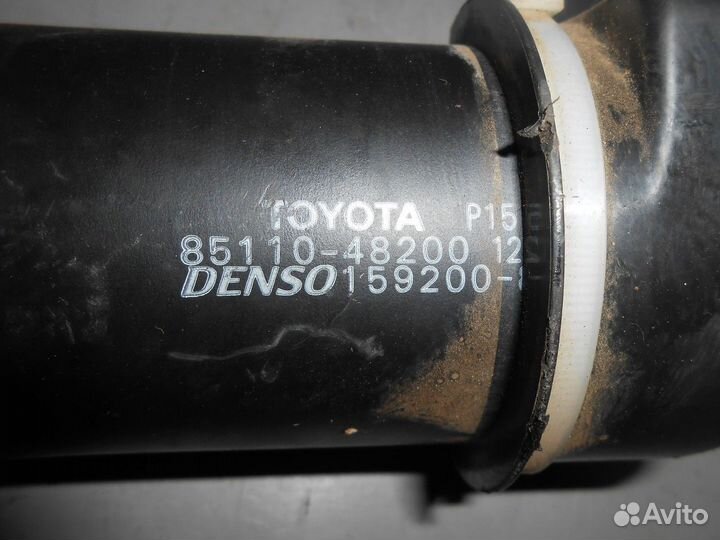 TOYOTA P15
85110-48200 12
DENSO 159200-
Avito